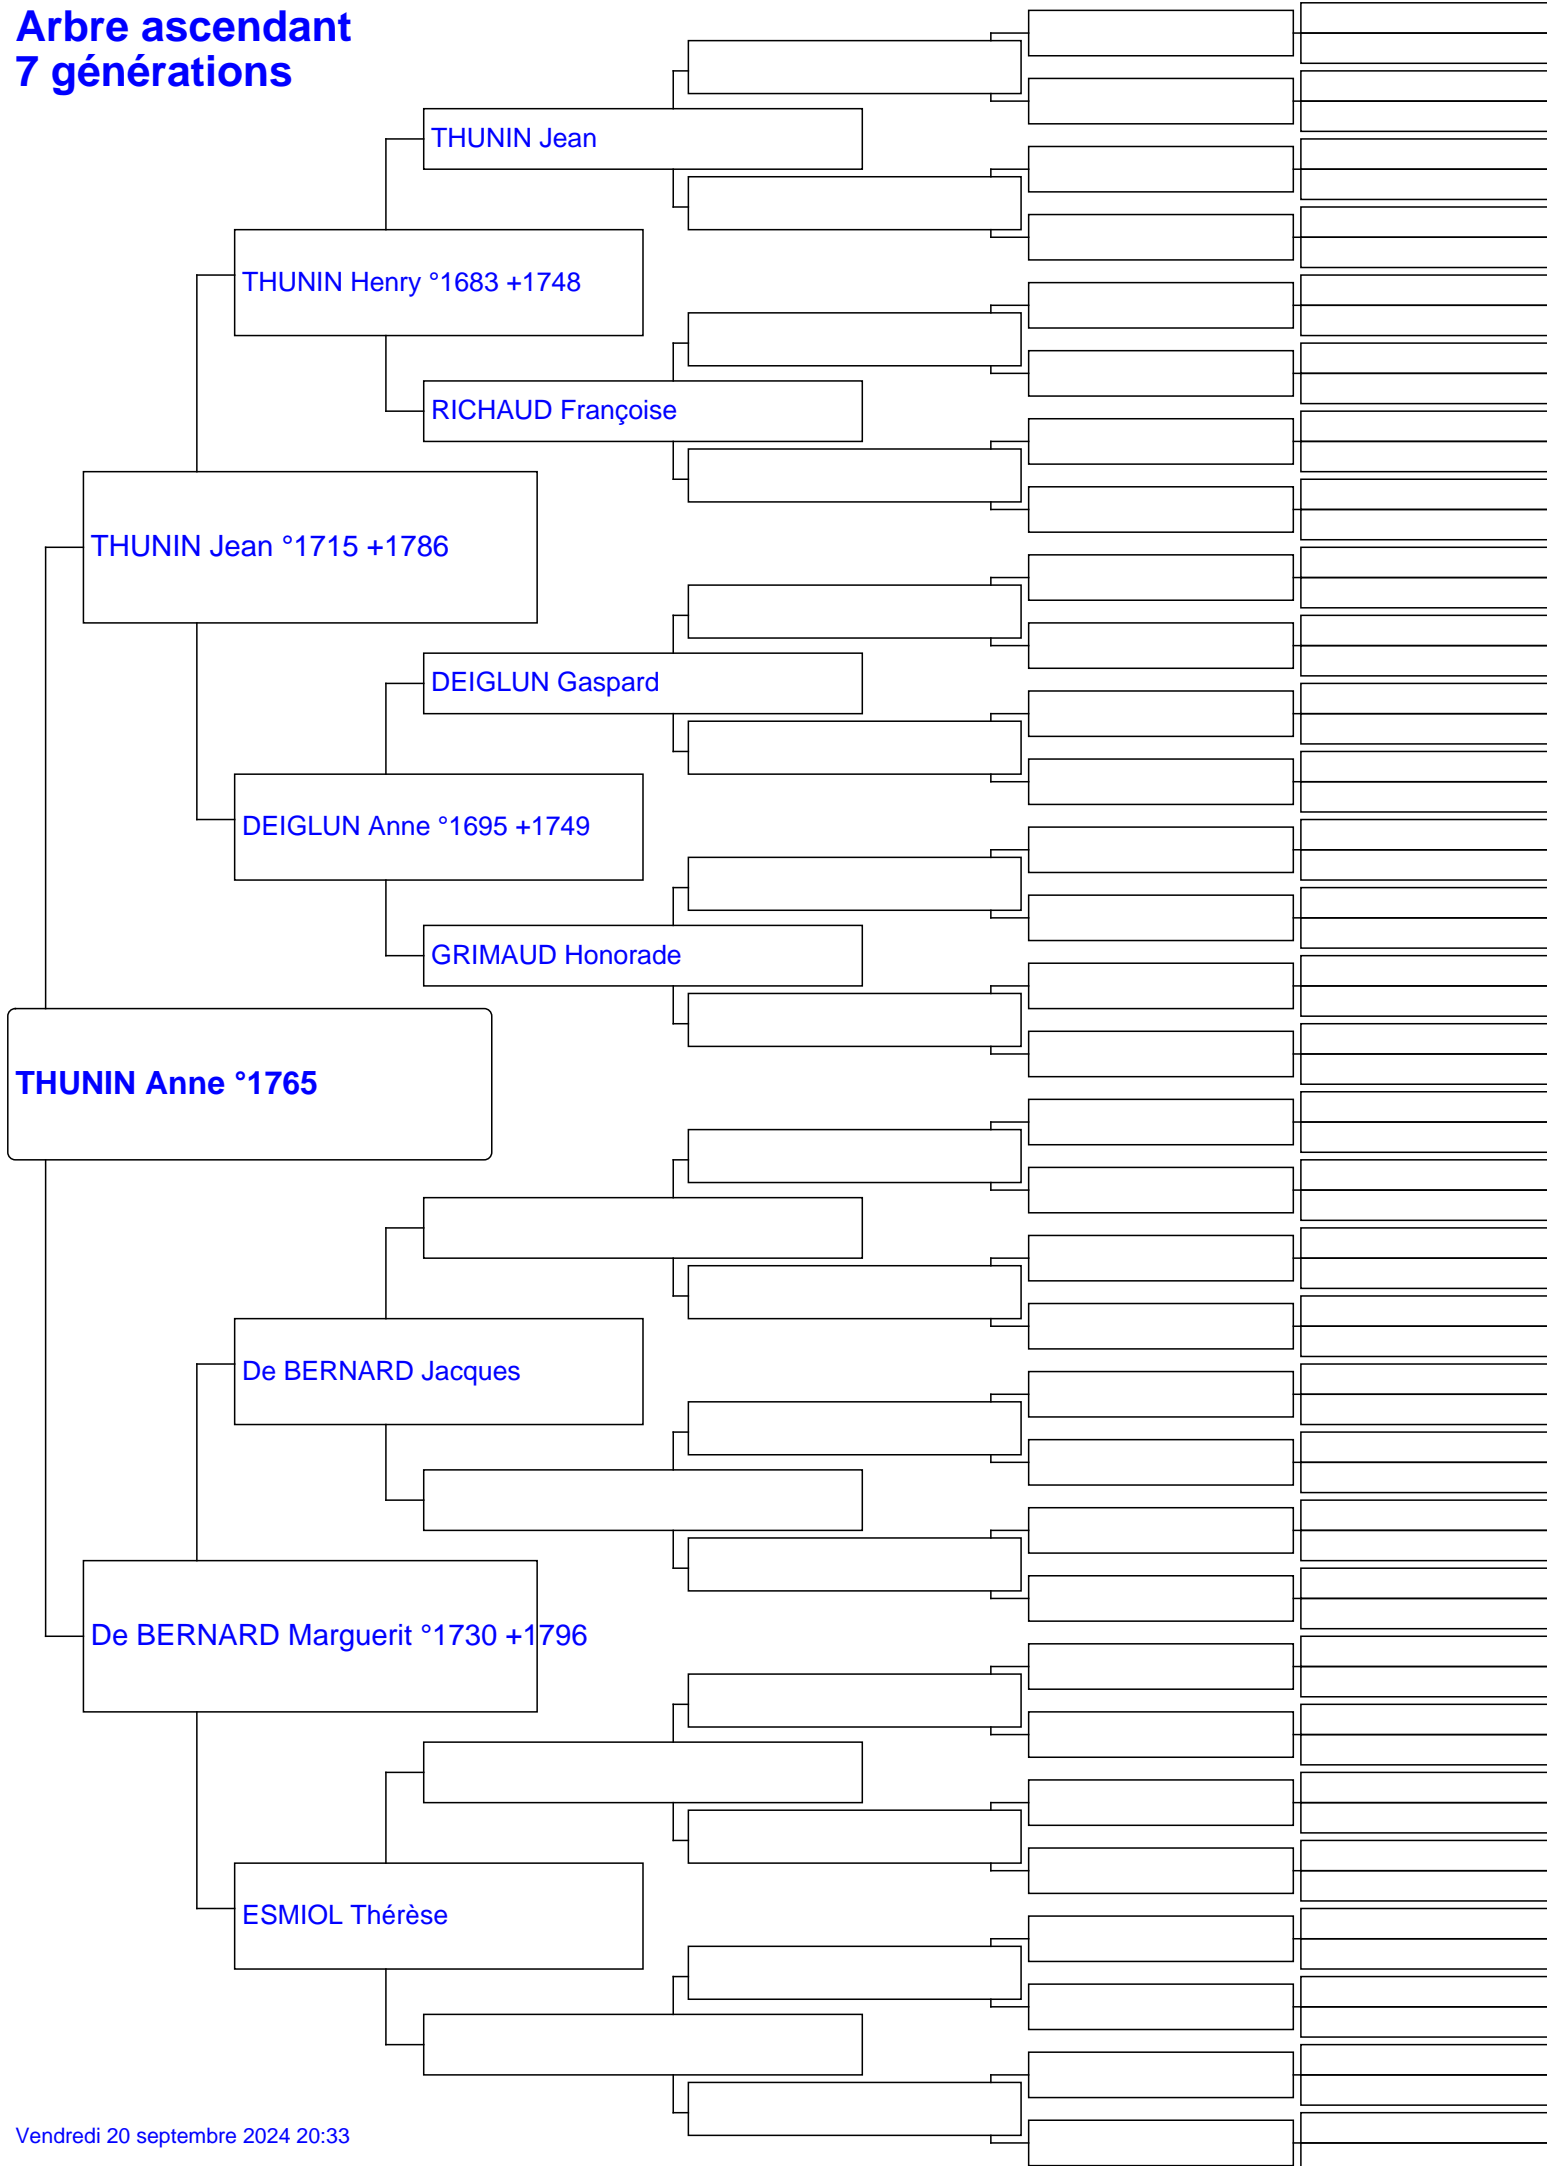 Arbre ascendant
7 générations
THUNIN Jean
THUNIN Henry °1683 +1748
RICHAUD Françoise
THUNIN Jean °1715 +1786
DEIGLUN Gaspard
DEIGLUN Anne °1695 +1749
GRIMAUD Honorade
THUNIN Anne °1765
De BERNARD Jacques
De BERNARD Marguerit °1730 +1796
ESMIOL Thérèse
Vendredi 20 septembre 2024 20:33